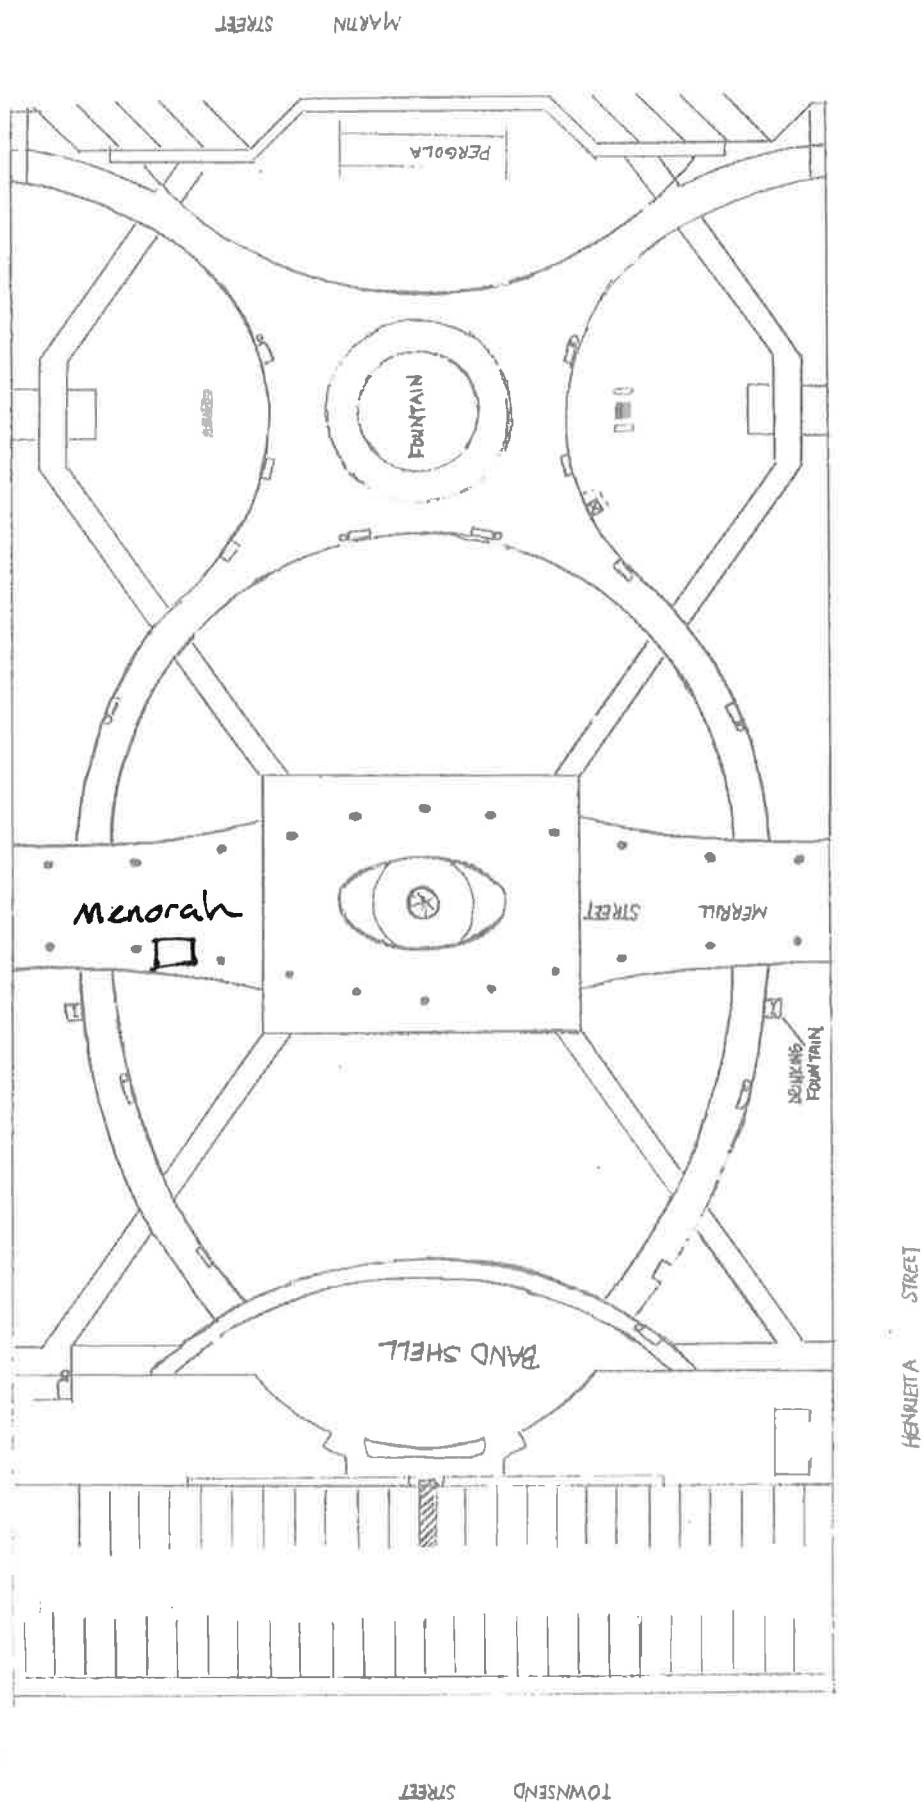 MARTIN STREET
PERGOLA
FOUNTAIN
Menorah
MERRILL STREET
DRINKING
FOUNTAIN
BAND SHELL
HENRIETTA STREET
TOWNSEND STREET